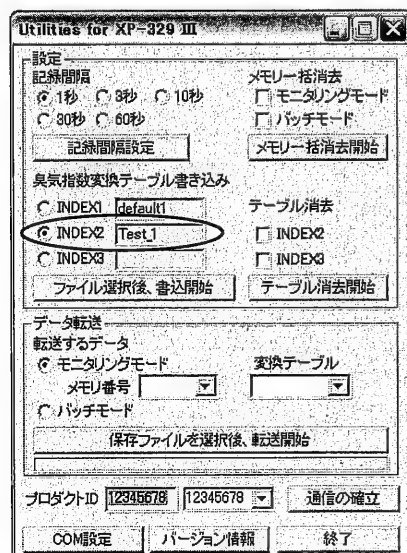 Utilities for XP-329 III
設定
記録間隔
1秒 3秒 10秒
30秒 60秒
記録間隔設定
メモリー括消去
モニタリングモード
バッチモード
メモリー括消去開始
臭気指数変換テーブル書き込み
INDEX1 default1
INDEX2 Test_1
INDEX3
ファイル選択後、書込開始
テーブル消去
INDEX2
INDEX3
テーブル消去開始
データ転送
転送するデータ
モニタリングモード
メモリ番号
変換テーブル
バッチモード
保存ファイルを選択後、転送開始
プロダクトID 12345678 12345678 通信の確立
COM設定 バージョン情報 終了